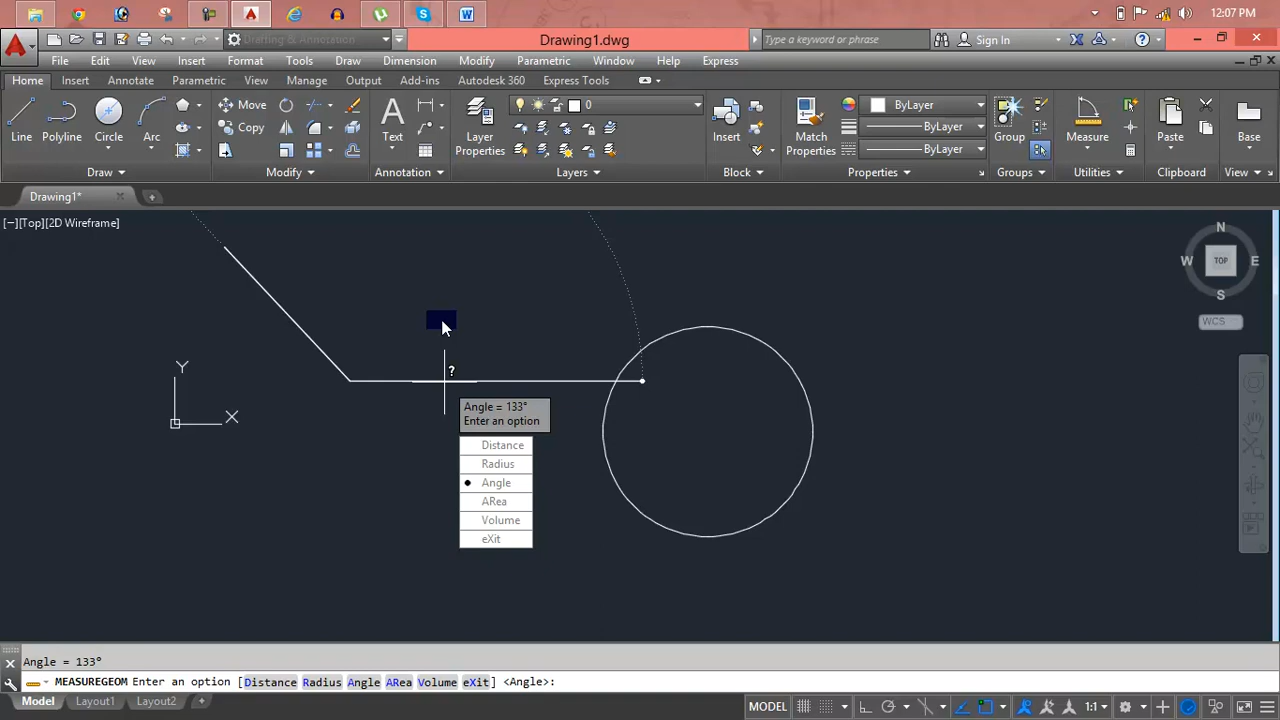 12:07 PM
Drafting & Annotation
Drawing1.dwg
Type a keyword or phrase
Sign In
File Edit View Insert Format Tools Draw Dimension Modify Parametric Window Help Express
Home Insert Annotate Parametric View Manage Output Add-ins Autodesk 360 Express Tools
Move
Copy
0
ByLayer
ByLayer
ByLayer
Line Polyline Circle Arc
Text
Layer Properties
Insert
Match Properties
Group
Measure
Paste
Base
Draw Modify Annotation Layers Block Properties Groups Utilities Clipboard View
Drawing1*
[−][Top][2D Wireframe]
N
W TOP E
S
WCS
Y
X
?
Angle = 133°
Enter an option
Distance
Radius
Angle
ARea
Volume
eXit
Angle = 133°
MEASUREGEOM Enter an option [Distance Radius Angle ARea Volume eXit] <Angle>:
Model Layout1 Layout2
MODEL
1:1